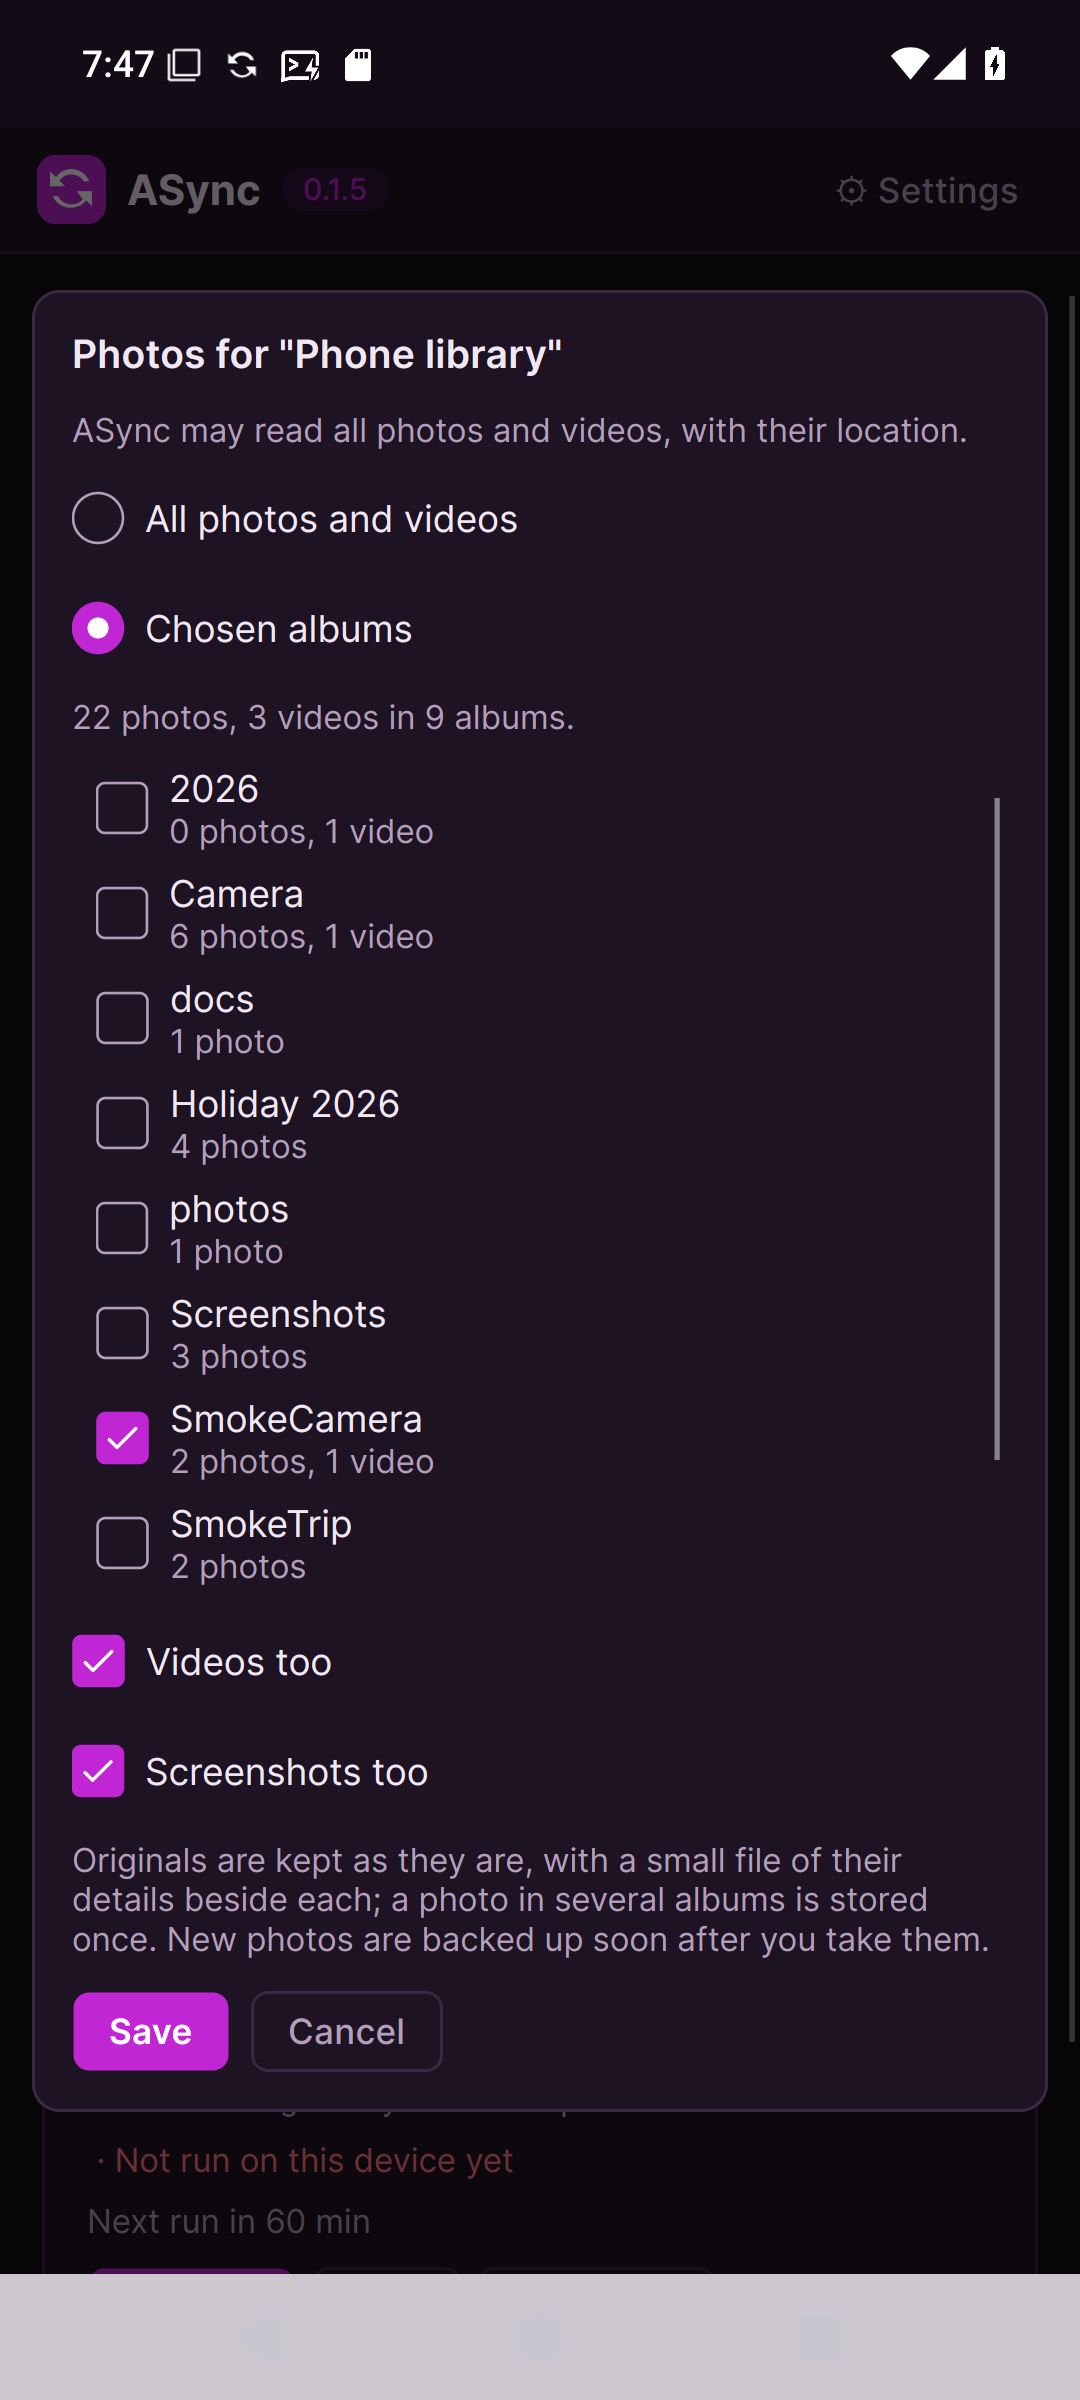 7:47
ASync 0.1.5 Settings
Photos for "Phone library"
ASync may read all photos and videos, with their location.
All photos and videos
Chosen albums
22 photos, 3 videos in 9 albums.
2026
0 photos, 1 video
Camera
6 photos, 1 video
docs
1 photo
Holiday 2026
4 photos
photos
1 photo
Screenshots
3 photos
SmokeCamera
2 photos, 1 video
SmokeTrip
2 photos
Videos too
Screenshots too
Originals are kept as they are, with a small file of their
details beside each; a photo in several albums is stored
once. New photos are backed up soon after you take them.
Save Cancel
· Not run on this device yet
Next run in 60 min